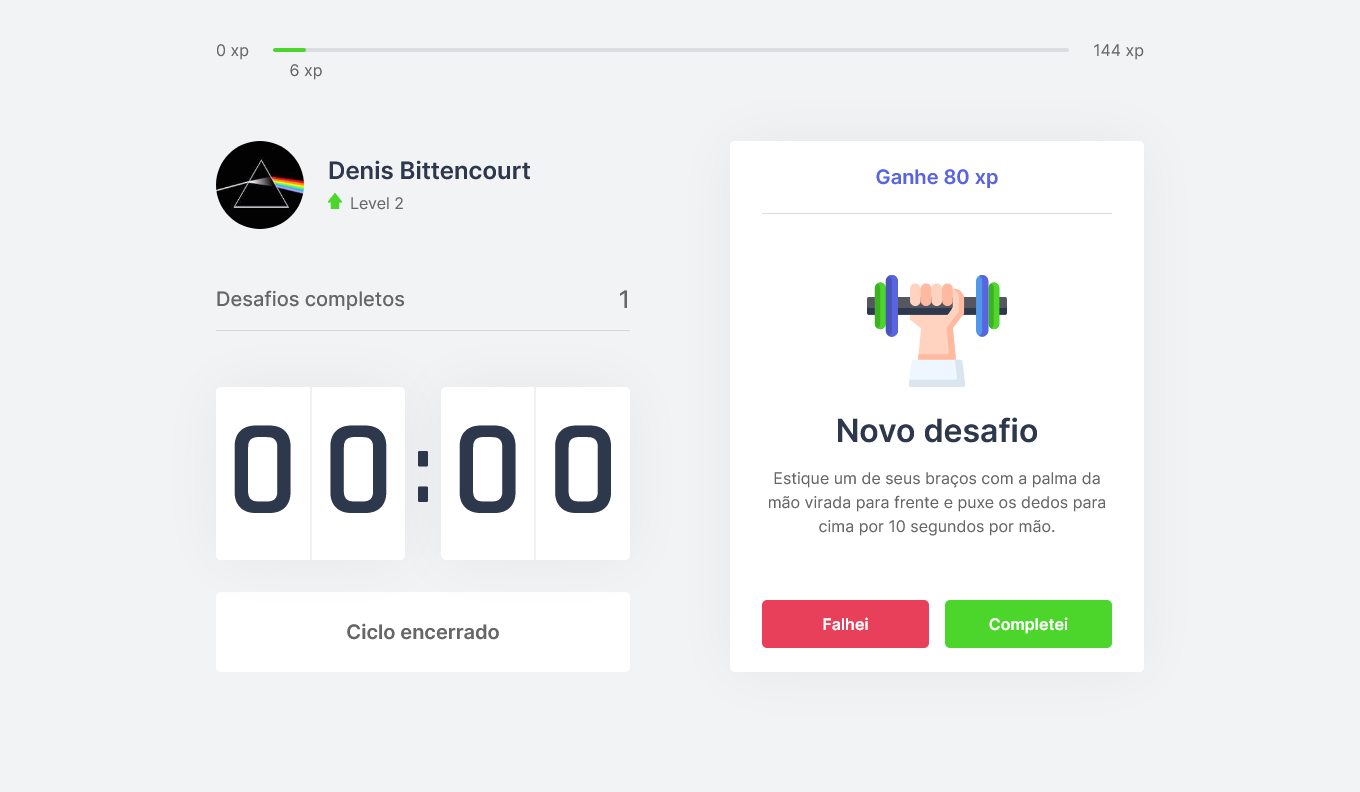 0 xp
144 xp
6 xp
Denis Bittencourt
Level 2
Desafios completos
1
00:00
Ciclo encerrado
Ganhe 80 xp
Novo desafio
Estique um de seus braços com a palma da
mão virada para frente e puxe os dedos para
cima por 10 segundos por mão.
Falhei
Completei